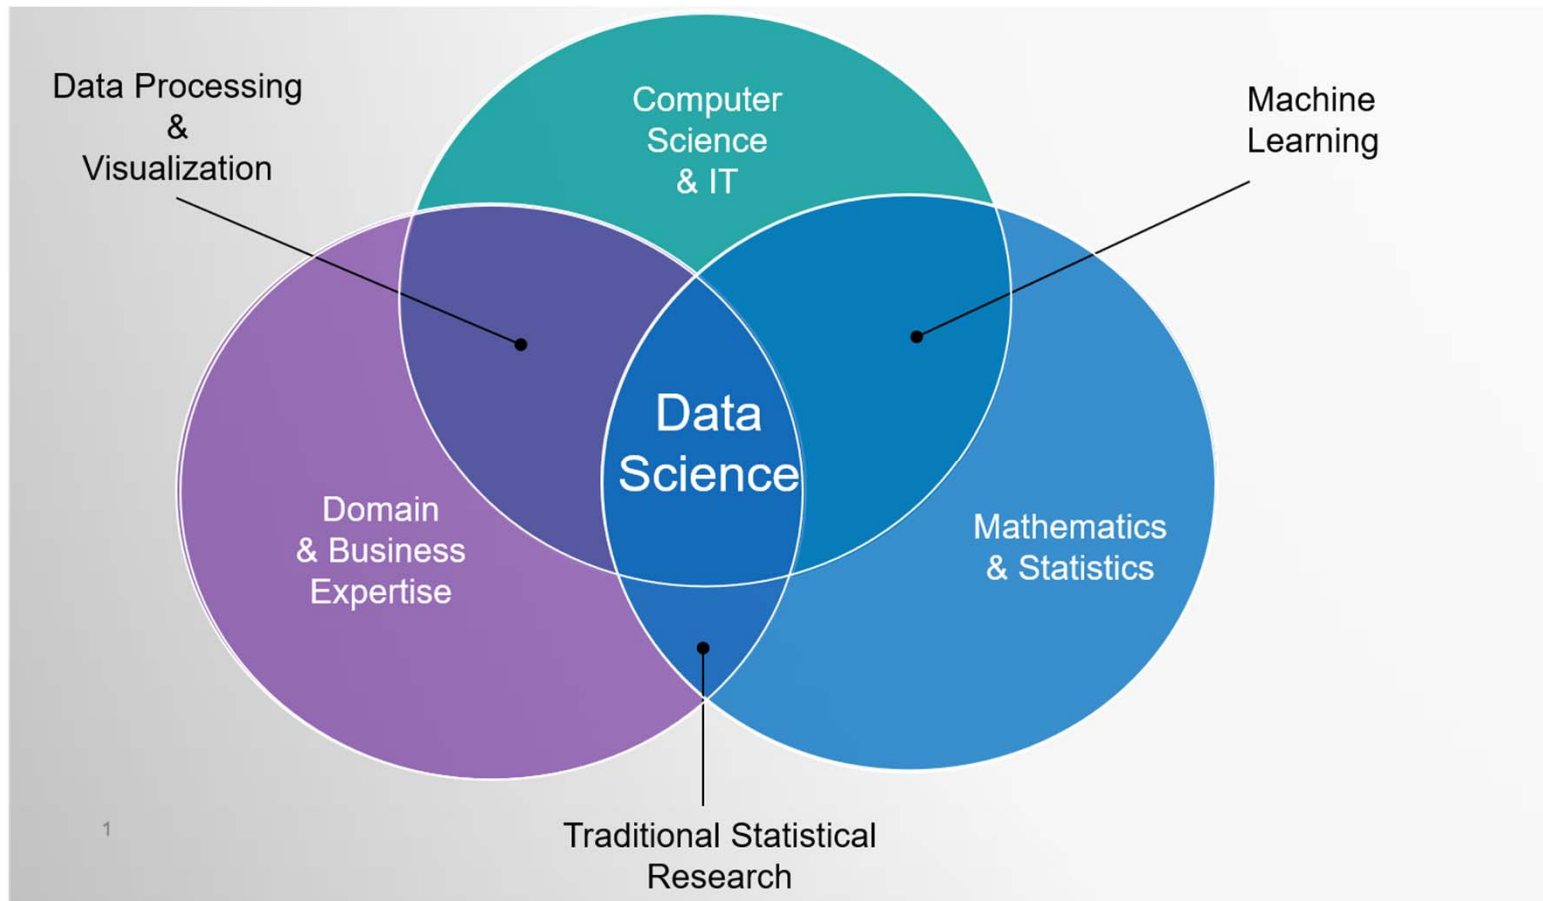 Data Processing
&
Visualization
Computer
Science
& IT
Machine
Learning
Data
Science
Domain
& Business
Expertise
Mathematics
& Statistics
Traditional Statistical
Research
1